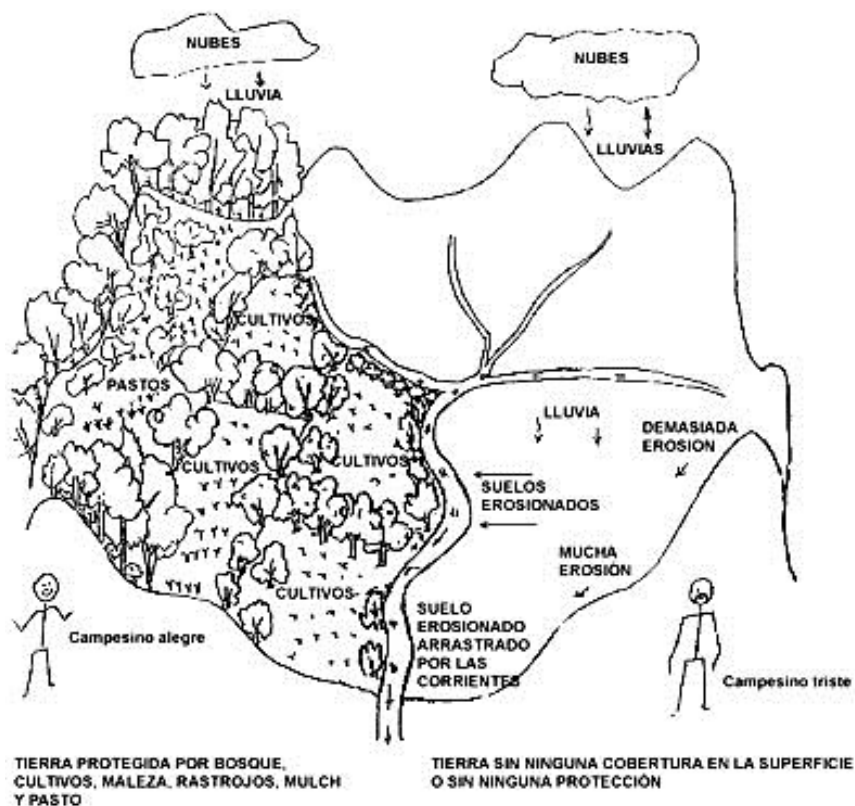 NUBES
NUBES
LLUVIA
LLUVIAS
CULTIVOS
PASTOS
LLUVIA
DEMASIADA
EROSION
CULTIVOS
CULTIVOS
SUELOS
EROSIONADOS
MUCHA
EROSIÓN
CULTIVOS
SUELO
EROSIONADO
ARRASTRADO
POR LAS
CORRIENTES
Campesino alegre
Campesino triste
TIERRA PROTEGIDA POR BOSQUE,
CULTIVOS, MALEZA, RASTROJOS, MULCH
Y PASTO
TIERRA SIN NINGUNA COBERTURA EN LA SUPERFICIE
O SIN NINGUNA PROTECCIÓN